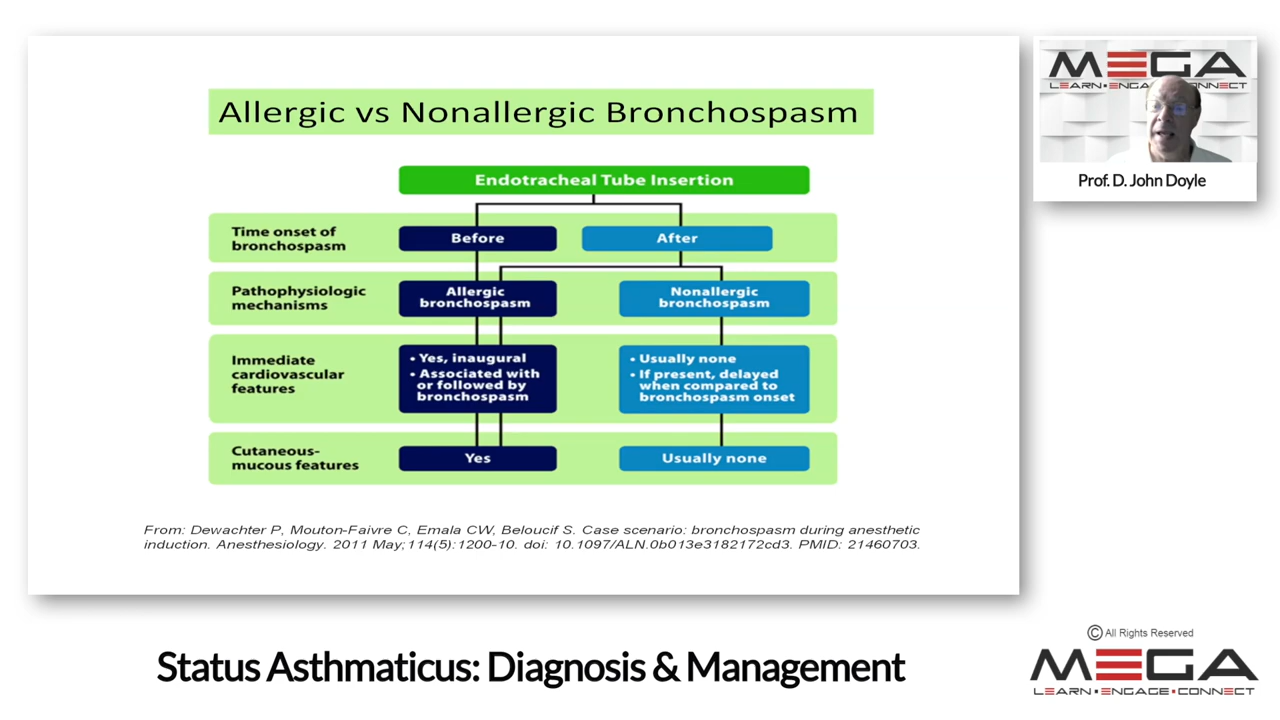 Allergic vs Nonallergic Bronchospasm
Endotracheal Tube Insertion
Time onset of
bronchospasm
Before
After
Pathophysiologic
mechanisms
Allergic
bronchospasm
Nonallergic
bronchospasm
Immediate
cardiovascular
features
• Yes, inaugural
• Associated with
or followed by
bronchospasm
• Usually none
• If present, delayed
when compared to
bronchospasm onset
Cutaneous-
mucous features
Yes
Usually none
From: Dewachter P, Mouton-Faivre C, Emala CW, Beloucif S. Case scenario: bronchospasm during anesthetic
induction. Anesthesiology. 2011 May;114(5):1200-10. doi: 10.1097/ALN.0b013e3182172cd3. PMID: 21460703.
MEGA
LEARN•ENGA CONNECT
Prof. D. John Doyle
Status Asthmaticus: Diagnosis & Management
© All Rights Reserved
MEGA
LEARN•ENGAGE•CONNECT